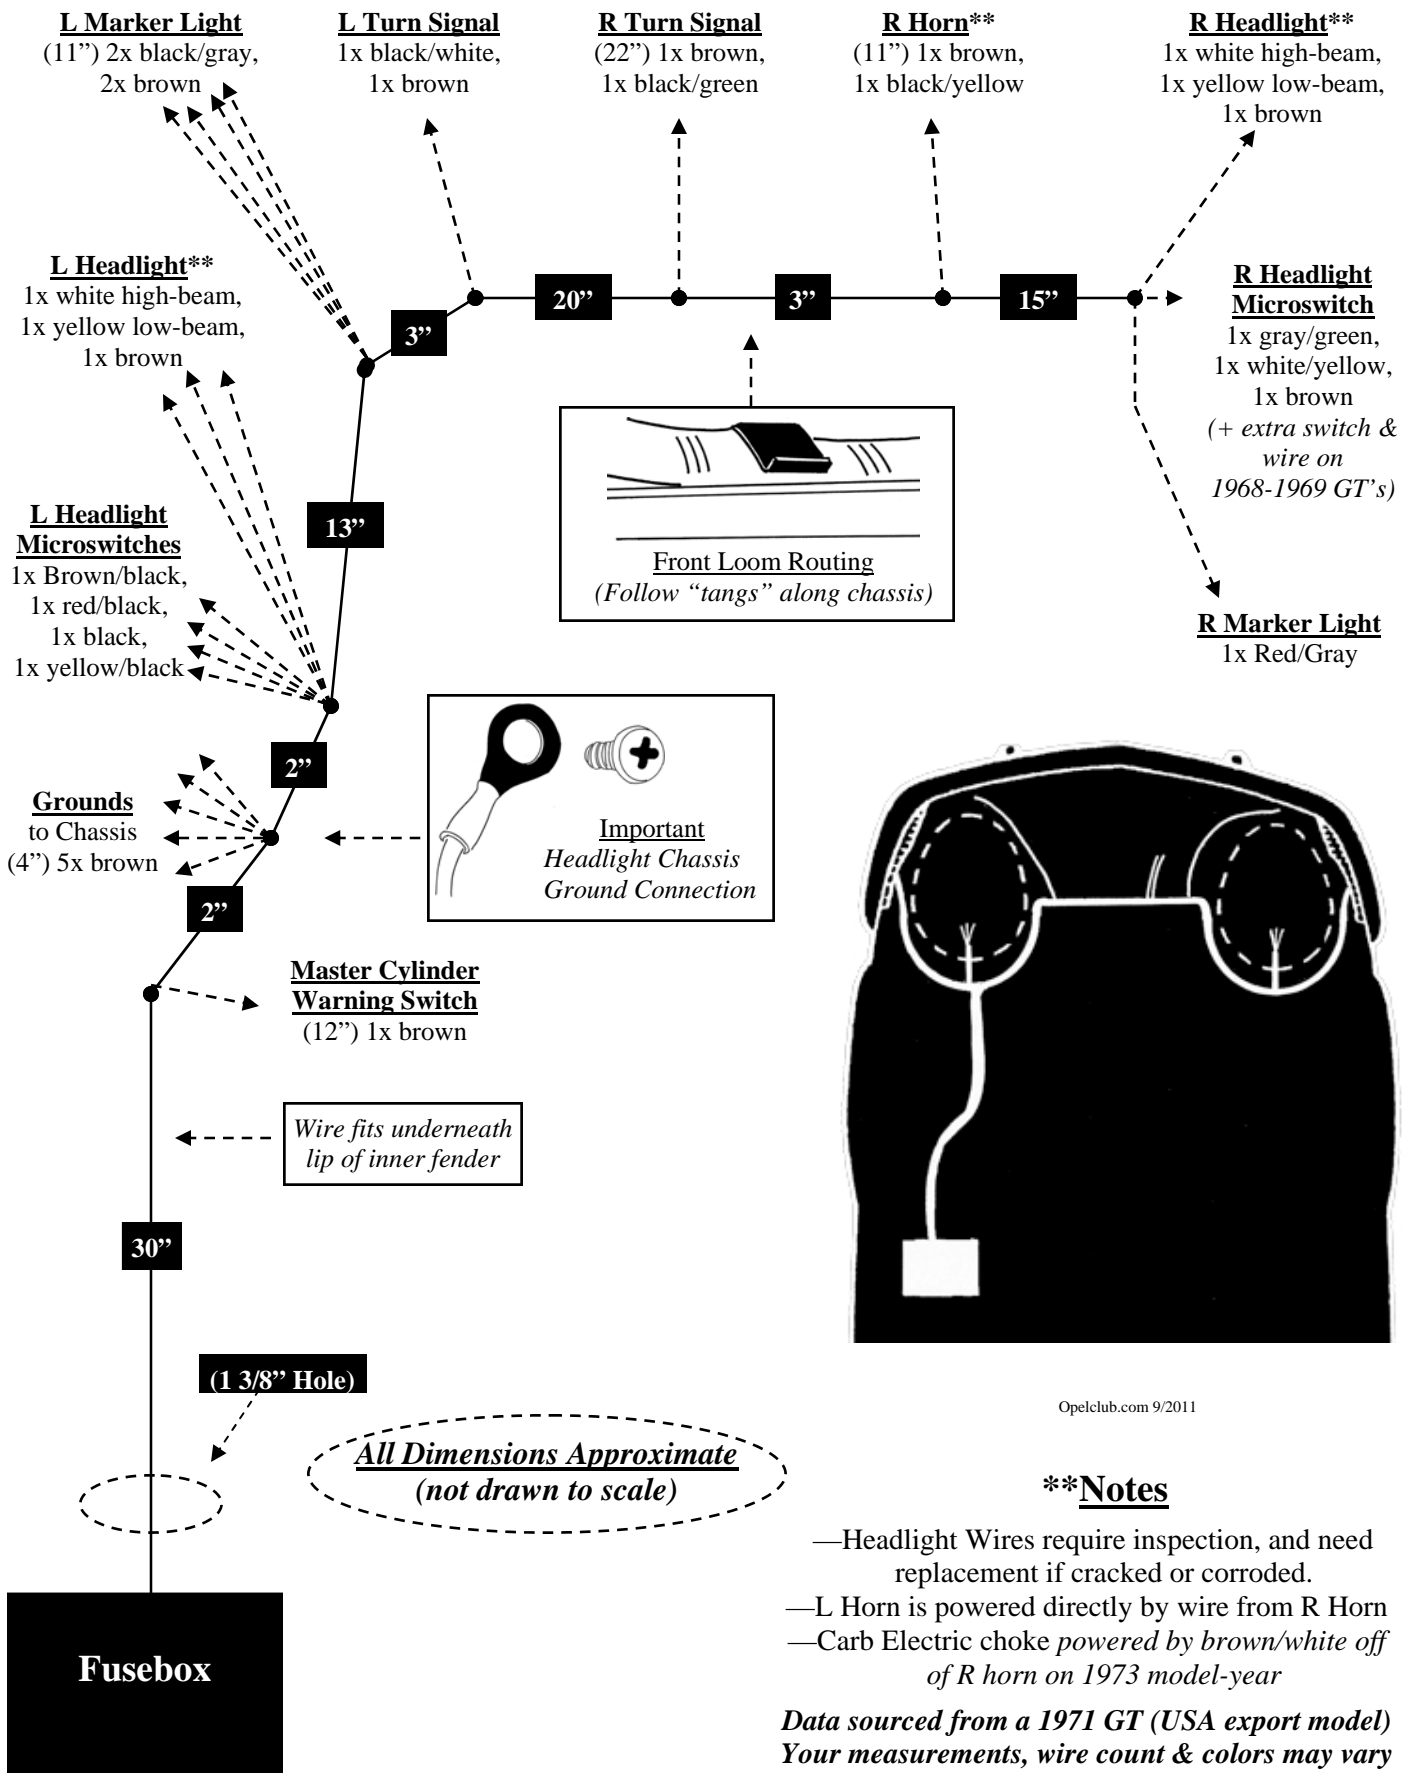 L Marker Light
(11”) 2x black/gray,
2x brown
L Turn Signal
1x black/white,
1x brown
R Turn Signal
(22”) 1x brown,
1x black/green
R Horn**
(11”) 1x brown,
1x black/yellow
R Headlight**
1x white high-beam,
1x yellow low-beam,
1x brown
L Headlight**
1x white high-beam,
1x yellow low-beam,
1x brown
3”
20”
3”
15”
R Headlight
Microswitch
1x gray/green,
1x white/yellow,
1x brown
(+ extra switch &
wire on
1968-1969 GT’s)
13”
Front Loom Routing
(Follow “tangs” along chassis)
L Headlight
Microswitches
1x Brown/black,
1x red/black,
1x black,
1x yellow/black
R Marker Light
1x Red/Gray
2”
Grounds
to Chassis
(4”) 5x brown
Important
Headlight Chassis
Ground Connection
2”
Master Cylinder
Warning Switch
(12”) 1x brown
Wire fits underneath
lip of inner fender
30”
(1 3/8” Hole)
All Dimensions Approximate
(not drawn to scale)
Fusebox
Opelclub.com 9/2011
**Notes
—Headlight Wires require inspection, and need
replacement if cracked or corroded.
—L Horn is powered directly by wire from R Horn
—Carb Electric choke powered by brown/white off
of R horn on 1973 model-year
Data sourced from a 1971 GT (USA export model)
Your measurements, wire count & colors may vary